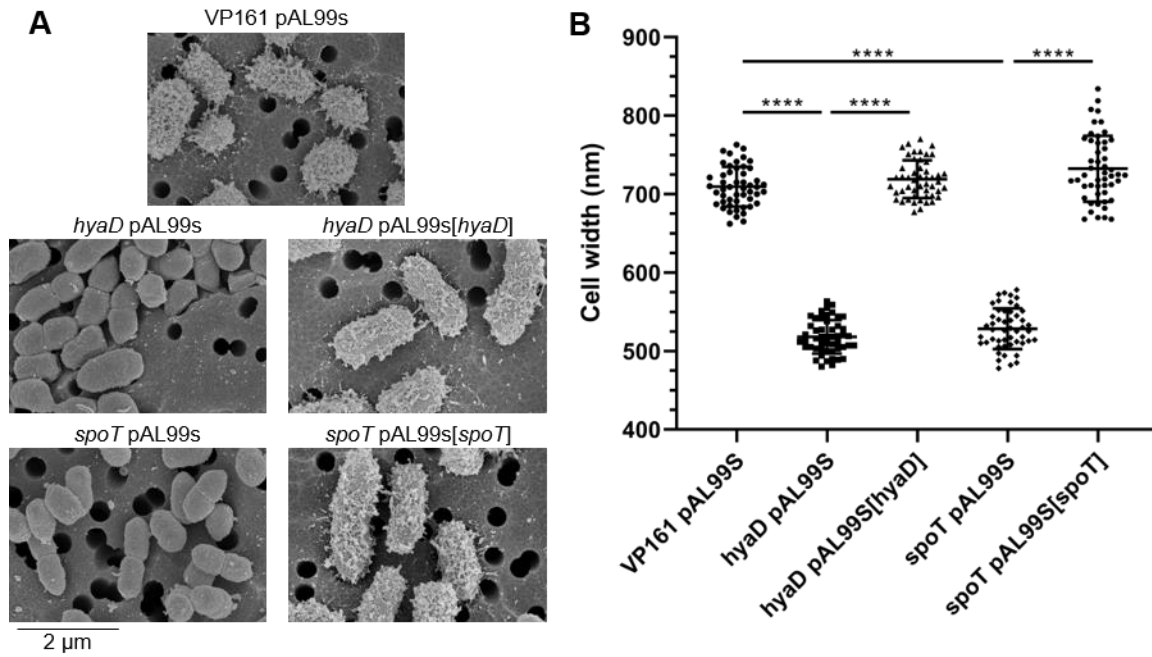 A
VP161 pAL99s
hyaD pAL99s
hyaD pAL99s[hyaD]
spoT pAL99s
spoT pAL99s[spoT]
2 µm
B
Cell width (nm)
900
800
700
600
500
400
****
****
****
****
VP161 pAL99S
hyaD pAL99S
hyaD pAL99S[hyaD]
spoT pAL99S
spoT pAL99S[spoT]